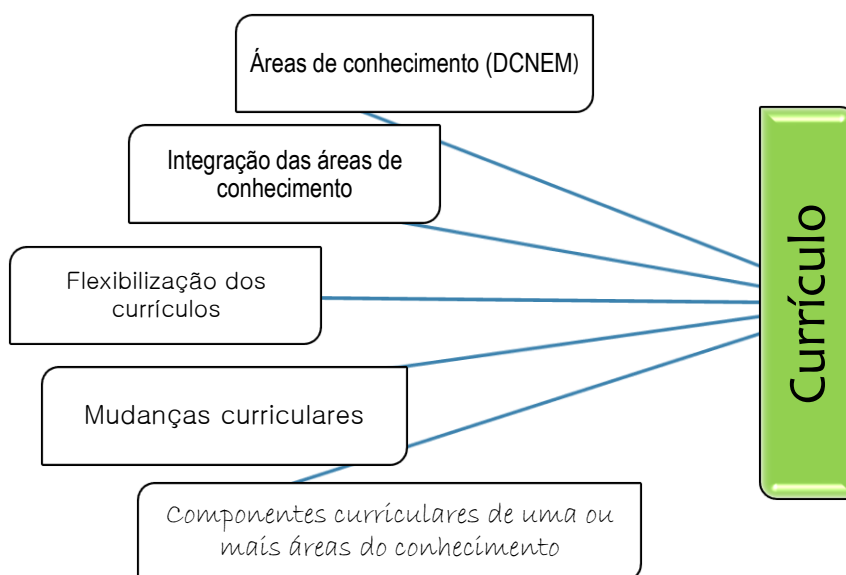 Áreas de conhecimento (DCNEM)
Integração das áreas de
conhecimento
Flexibilização dos
currículos
Mudanças curriculares
Componentes curriculares de uma ou
mais áreas do conhecimento
Currículo